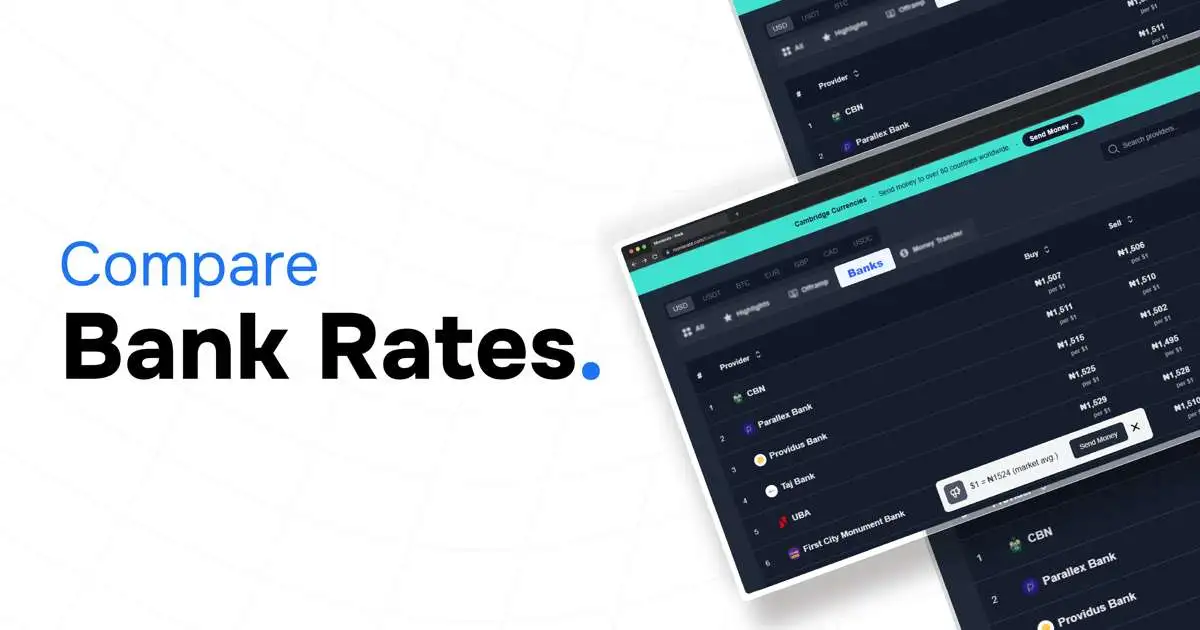 Compare
Bank Rates.
USD USDT BTC
All Highlights Offramp
# Provider
1 CBN
2 Parallex Bank
per $1
₦1,511
per $1
Cambridge Currencies - Send money to over 60 countries worldwide. - Send Money →
Search providers..
USD USDT BTC EUR GBP CAD USDC
All Highlights Offramp Banks Money Transfer
# Provider Buy Sell
1 CBN ₦1,507 per $1 ₦1,506 per $1
2 Parallex Bank ₦1,511 per $1 ₦1,510 per $1
3 Providus Bank ₦1,515 per $1 ₦1,502 per $1
4 Taj Bank ₦1,525 per $1 ₦1,495 per $1
5 UBA ₦1,529 per $1 ₦1,528 per $1
6 First City Monument Bank ₦1,510
$1 = ₦1524 (market avg.) Send Money
1 CBN
2 Parallex Bank
3 Providus Bank